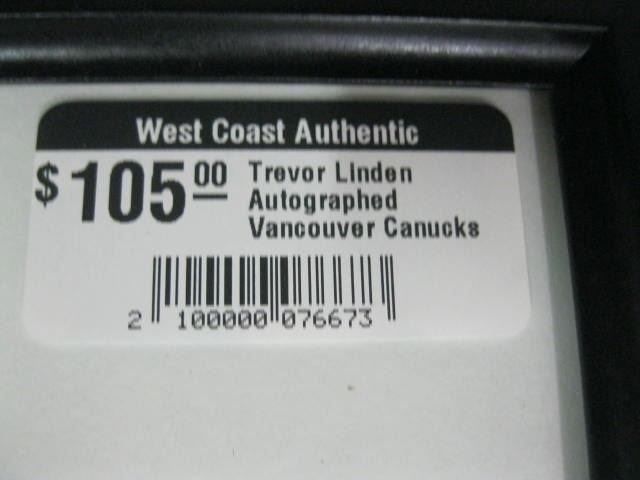 West Coast Authentic
$105.00
Trevor Linden
Autographed
Vancouver Canucks
2 100000 076673